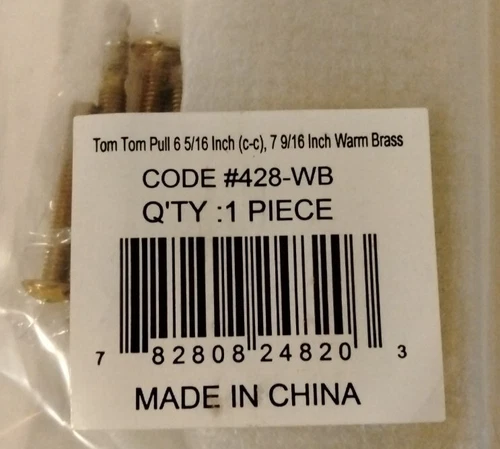 Tom Tom Pull 6 5/16 Inch (c-c), 7 9/16 Inch Warm Brass
CODE #428-WB
Q'TY :1 PIECE
7 82808 24820 3
MADE IN CHINA